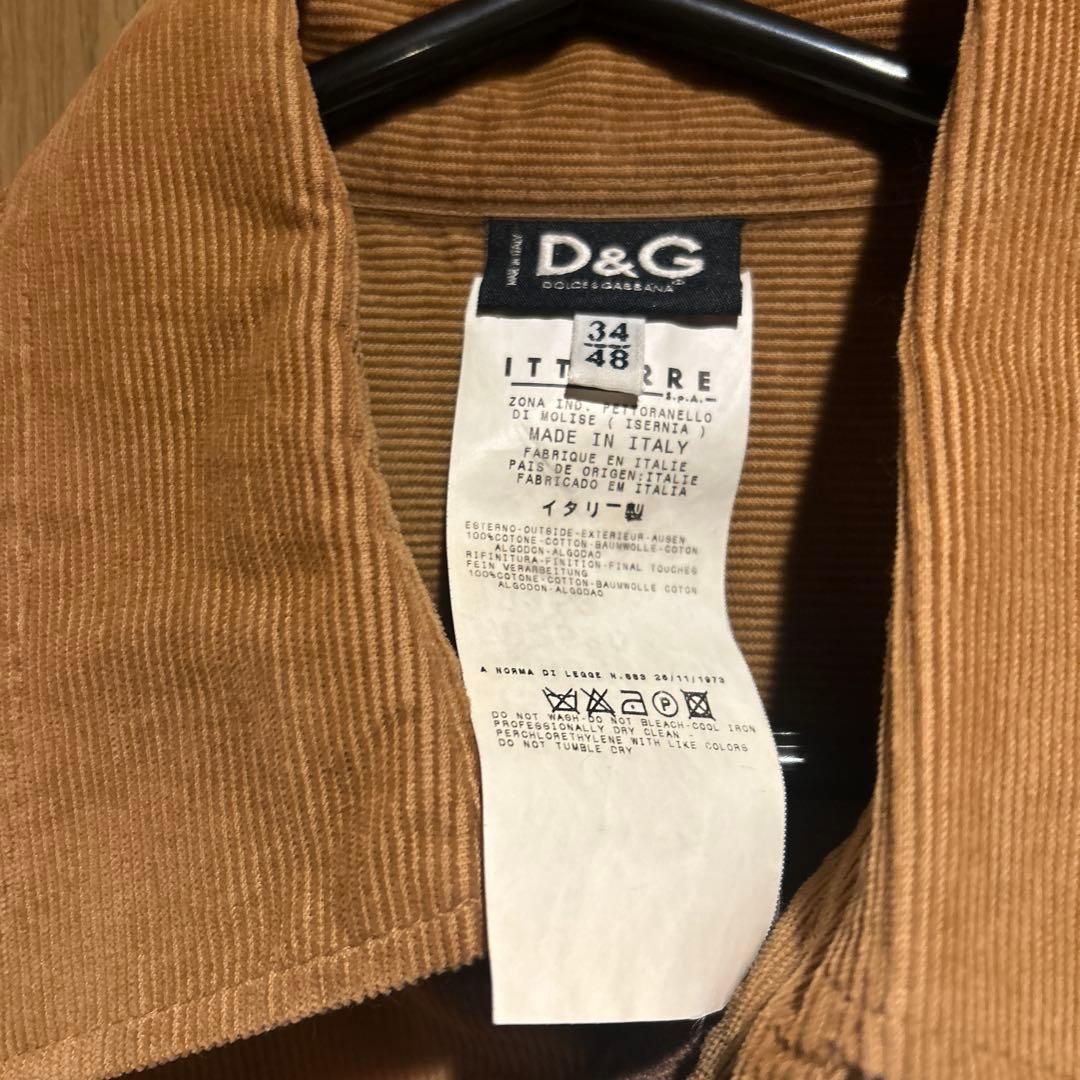 MADE IN ITALY
D&G
DOLCE&GABBANA
34
48
ITT RRE
S.p.A.
ZONA IND. PETTORANELLO
DI MOLISE ( ISERNIA )
MADE IN ITALY
FABRIQUE EN ITALIE
PAIS DE ORIGEN:ITALIE
FABRICADO EM ITALIA
イタリー製
ESTERNO-OUTSIDE-EXTERIEUR-AUSEN
100%COTONE-COTTON-BAUMWOLLE-COTON
ALGODON-ALGODAO
RIFINITURA-FINITION-FINAL TOUCHES
FEIN VERARBEITUNG
100%COTONE-COTTON-BAUMWOLLE-COTON
ALGODON-ALGODAO
A NORMA DI LEGGE N.883 26/11/1973
P
DO NOT WASH-DO NOT BLEACH-COOL IRON
PROFESSIONALLY DRY CLEAN -
PERCHLORETHYLENE WITH LIKE COLORS
DO NOT TUMBLE DRY